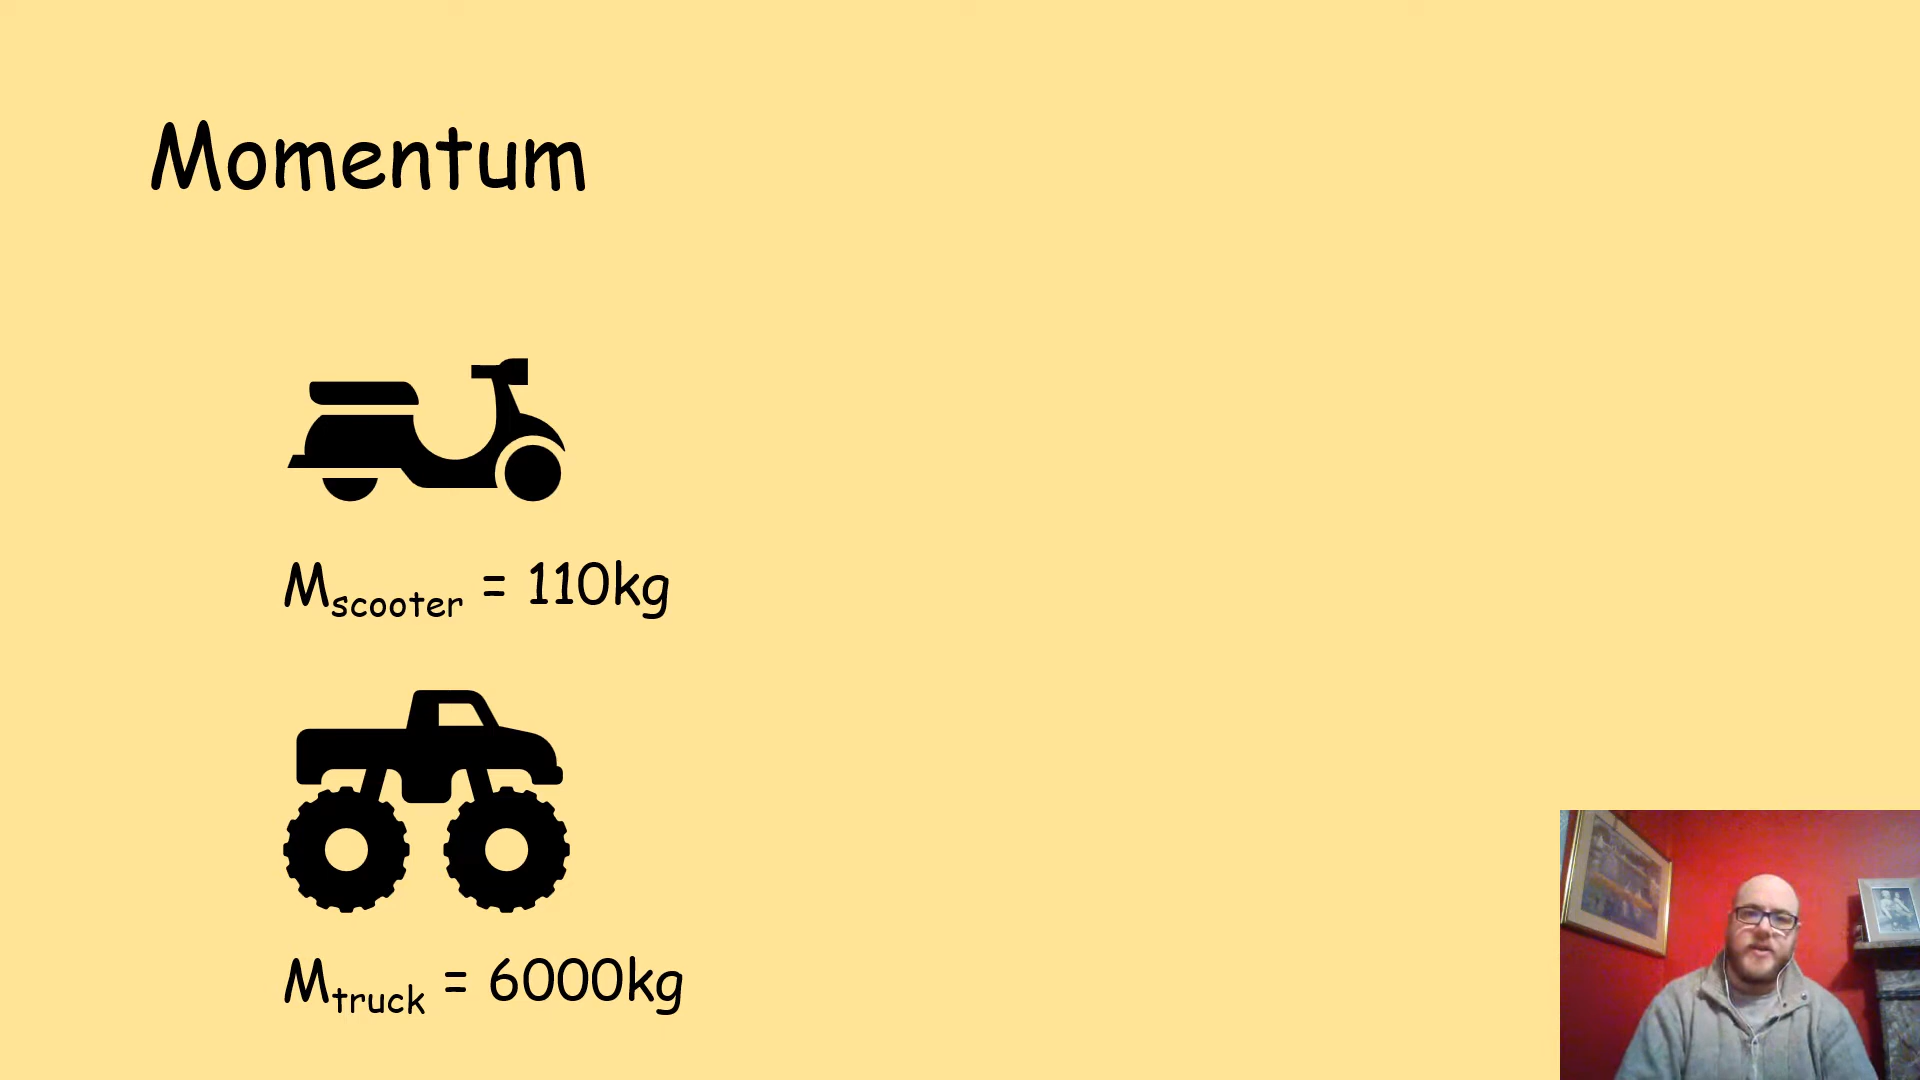 Momentum
Mscooter = 110kg
Mtruck = 6000kg